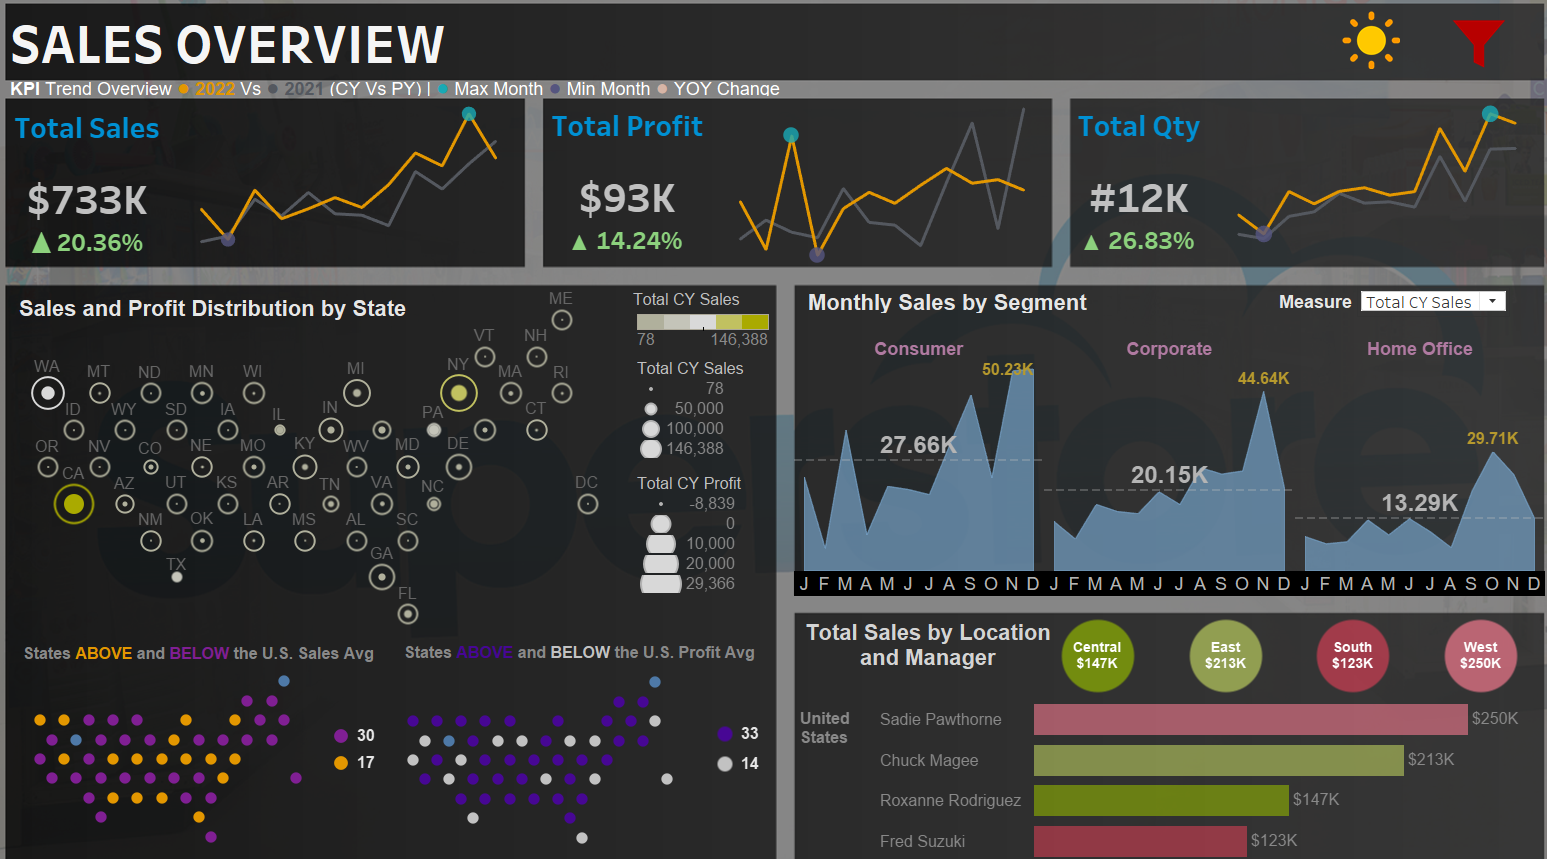 SALES OVERVIEW
KPI Trend Overview 2022 Vs 2021 (CY Vs PY) | Max Month Min Month YOY Change
Total Sales
$733K
▲ 20.36%
Total Profit
$93K
▲ 14.24%
Total Qty
#12K
▲ 26.83%
Sales and Profit Distribution by State
ME
VT NH
WA MT ND MN WI MI NY MA RI
ID WY SD IA IL IN PA CT
OR NV CO NE MO KY WV MD DE
CA AZ UT KS AR TN VA NC DC
NM OK LA MS AL SC
TX GA
FL
Total CY Sales
78 146,388
Total CY Sales
78
50,000
100,000
146,388
Total CY Profit
-8,839
0
10,000
20,000
29,366
States ABOVE and BELOW the U.S. Sales Avg
30
17
States ABOVE and BELOW the U.S. Profit Avg
33
14
Monthly Sales by Segment
Measure Total CY Sales
Consumer Corporate Home Office
50.23K 44.64K 29.71K
27.66K 20.15K 13.29K
J F M A M J J A S O N D J F M A M J J A S O N D J F M A M J J A S O N D
Total Sales by Location
and Manager
Central
$147K
East
$213K
South
$123K
West
$250K
United
States
Sadie Pawthorne $250K
Chuck Magee $213K
Roxanne Rodriguez $147K
Fred Suzuki $123K
Superstore